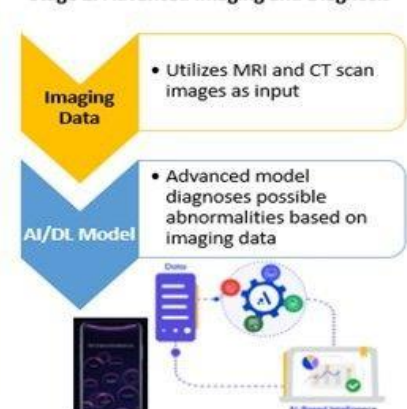 Imaging
Data
• Utilizes MRI and CT scan
images as input
AI/DL Model
• Advanced model
diagnoses possible
abnormalities based on
imaging data
Data